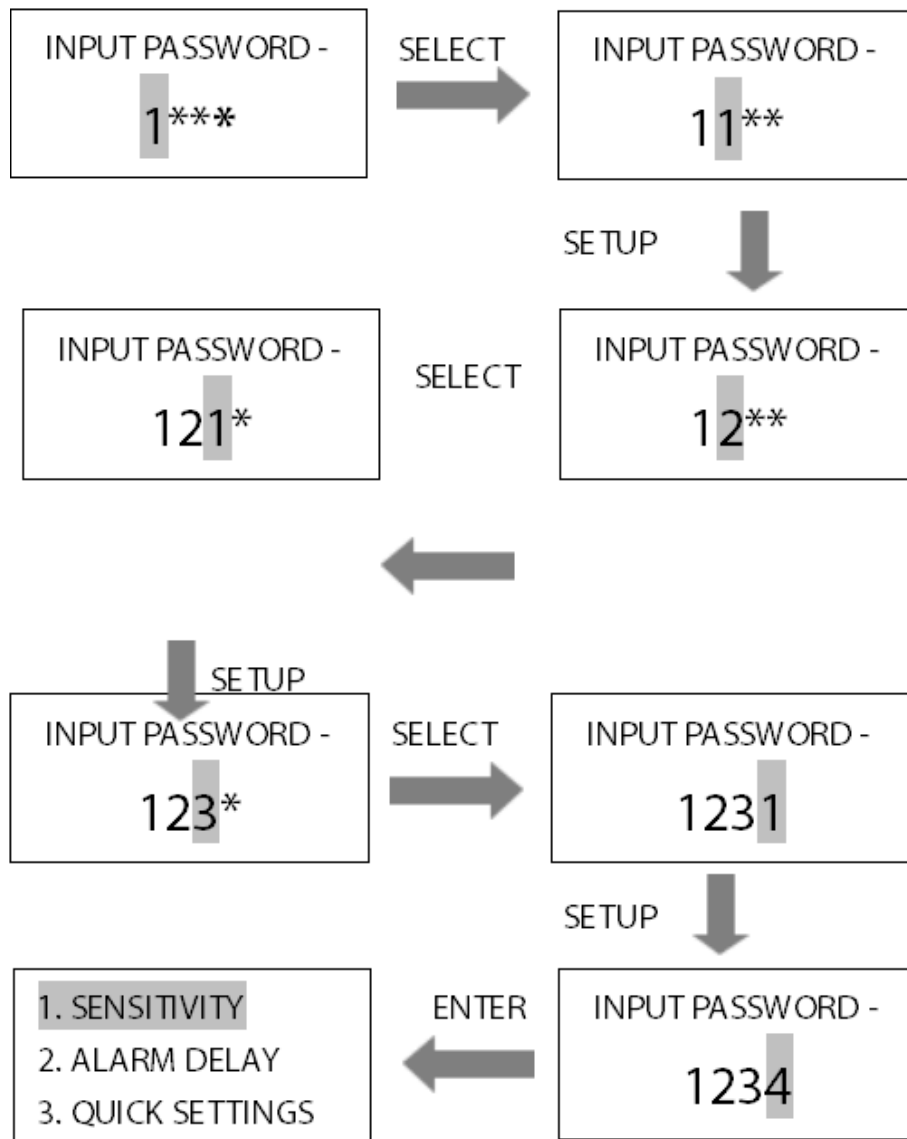 INPUT PASSWORD -
1***
SELECT
INPUT PASSWORD -
11**
SETUP
INPUT PASSWORD -
12**
SELECT
INPUT PASSWORD -
121*
SETUP
INPUT PASSWORD -
123*
SELECT
INPUT PASSWORD -
1231
SETUP
INPUT PASSWORD -
1234
ENTER
1. SENSITIVITY
2. ALARM DELAY
3. QUICK SETTINGS